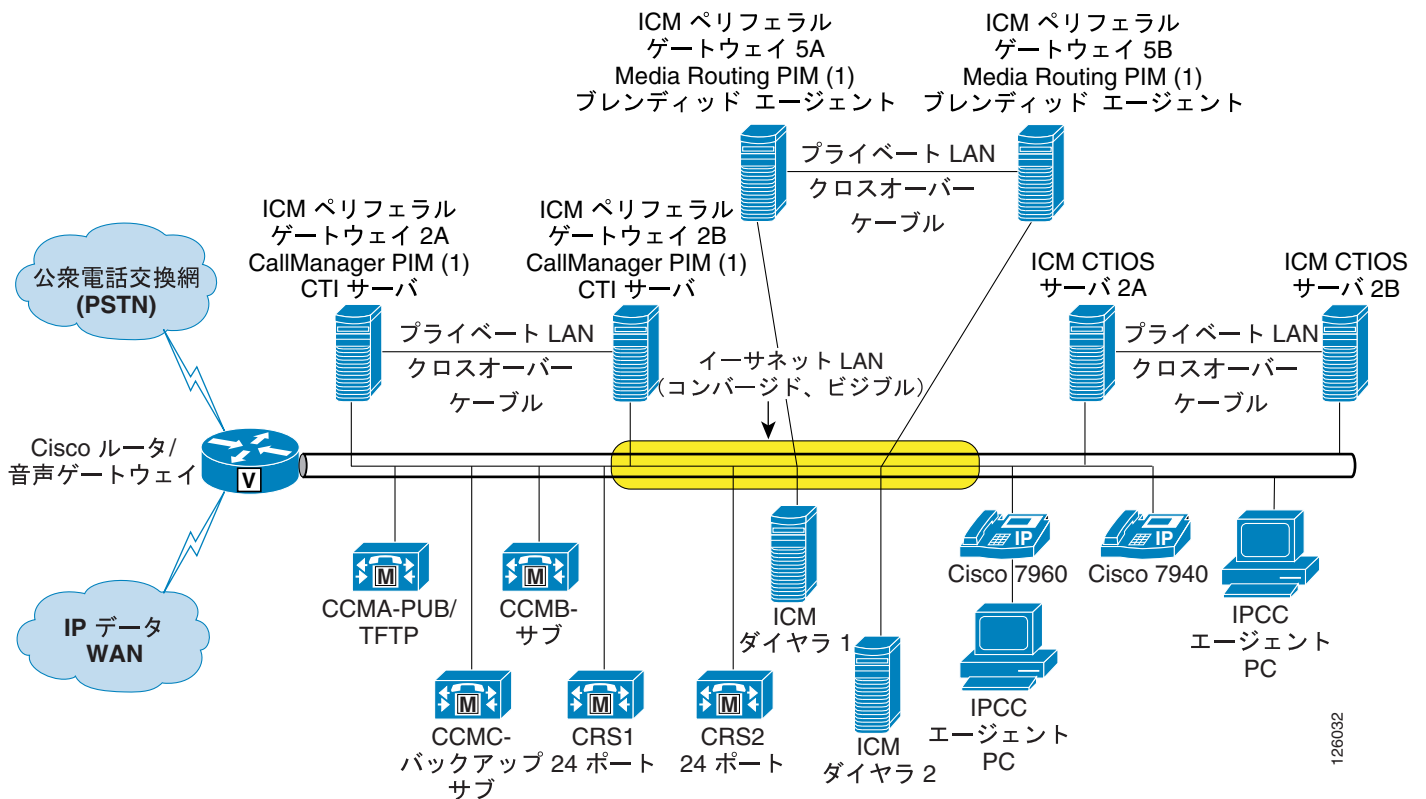 ICM ペリフェラル
ゲートウェイ 5A
Media Routing PIM (1)
ブレンディッド エージェント
ICM ペリフェラル
ゲートウェイ 5B
Media Routing PIM (1)
ブレンディッド エージェント
プライベート LAN
クロスオーバー
ケーブル
ICM ペリフェラル
ゲートウェイ 2A
CallManager PIM (1)
CTI サーバ
ICM ペリフェラル
ゲートウェイ 2B
CallManager PIM (1)
CTI サーバ
ICM CTIOS
サーバ 2A
ICM CTIOS
サーバ 2B
公衆電話交換網
(PSTN)
プライベート LAN
クロスオーバー
ケーブル
イーサネット LAN
（コンバージド、ビジブル）
プライベート LAN
クロスオーバー
ケーブル
Cisco ルータ/
音声ゲートウェイ
V
IP データ
WAN
M
CCMA-PUB/
TFTP
M
CCMB-
サブ
ICM
ダイヤラ 1
IP
Cisco 7960
IP
Cisco 7940
IPCC
エージェント
PC
M
CCMC-
バックアップ
サブ
M
CRS1
24 ポート
M
CRS2
24 ポート
ICM
ダイヤラ 2
IPCC
エージェント
PC
126032